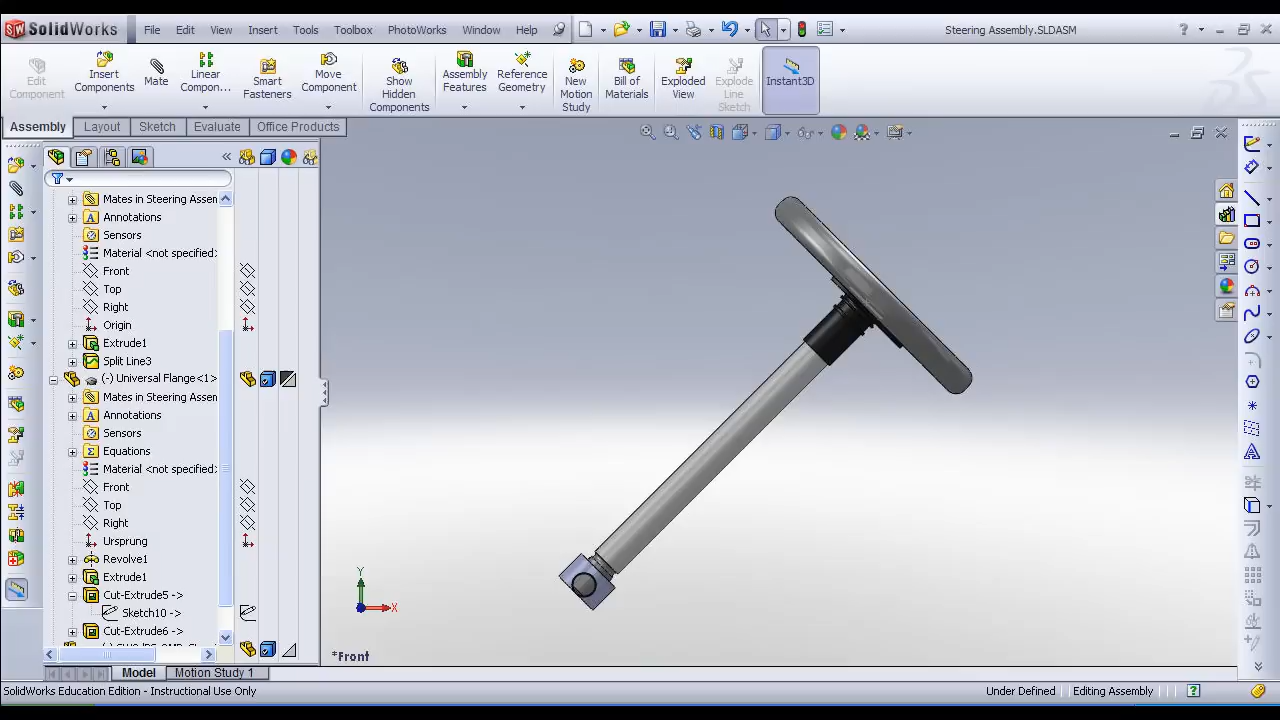 SolidWorks File Edit View Insert Tools Toolbox PhotoWorks Window Help Steering Assembly.SLDASM
Edit Component
Insert Components
Mate
Linear Compon...
Smart Fasteners
Move Component
Show Hidden Components
Assembly Features
Reference Geometry
New Motion Study
Bill of Materials
Exploded View
Explode Line Sketch
Instant3D
Assembly Layout Sketch Evaluate Office Products
Mates in Steering Assem
Annotations
Sensors
Material <not specified>
Front
Top
Right
Origin
Extrude1
Split Line3
(-) Universal Flange<1>
Mates in Steering Assem
Annotations
Sensors
Equations
Material <not specified>
Front
Top
Right
Ursprung
Revolve1
Extrude1
Cut-Extrude5 ->
Sketch10 ->
Cut-Extrude6 ->
Y
X
*Front
Model Motion Study 1
SolidWorks Education Edition - Instructional Use Only Under Defined Editing Assembly